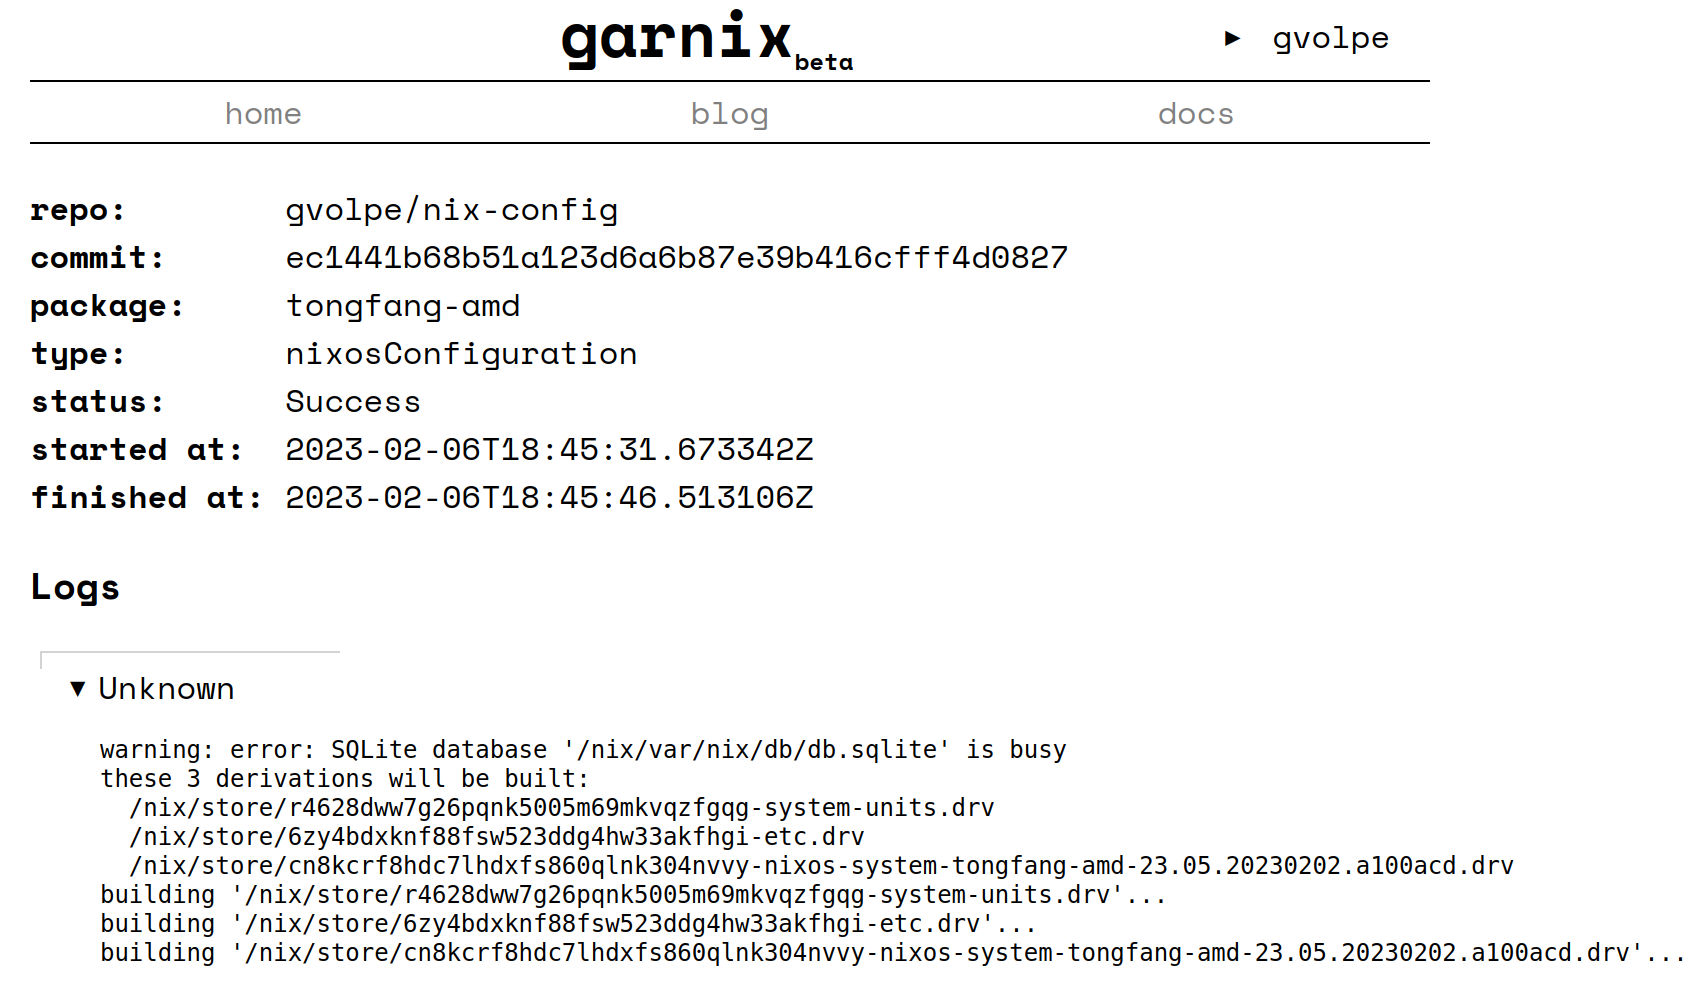 garnix beta ▶ gvolpe
home blog docs
repo: gvolpe/nix-config
commit: ec1441b68b51a123d6a6b87e39b416cfff4d0827
package: tongfang-amd
type: nixosConfiguration
status: Success
started at: 2023-02-06T18:45:31.673342Z
finished at: 2023-02-06T18:45:46.513106Z
Logs
▼ Unknown
warning: error: SQLite database '/nix/var/nix/db/db.sqlite' is busy
these 3 derivations will be built:
  /nix/store/r4628dww7g26pqnk5005m69mkvqzfgqg-system-units.drv
  /nix/store/6zy4bdxknf88fsw523ddg4hw33akfhgi-etc.drv
  /nix/store/cn8kcrf8hdc7lhdxfs860qlnk304nvvy-nixos-system-tongfang-amd-23.05.20230202.a100acd.drv
building '/nix/store/r4628dww7g26pqnk5005m69mkvqzfgqg-system-units.drv'...
building '/nix/store/6zy4bdxknf88fsw523ddg4hw33akfhgi-etc.drv'...
building '/nix/store/cn8kcrf8hdc7lhdxfs860qlnk304nvvy-nixos-system-tongfang-amd-23.05.20230202.a100acd.drv'...